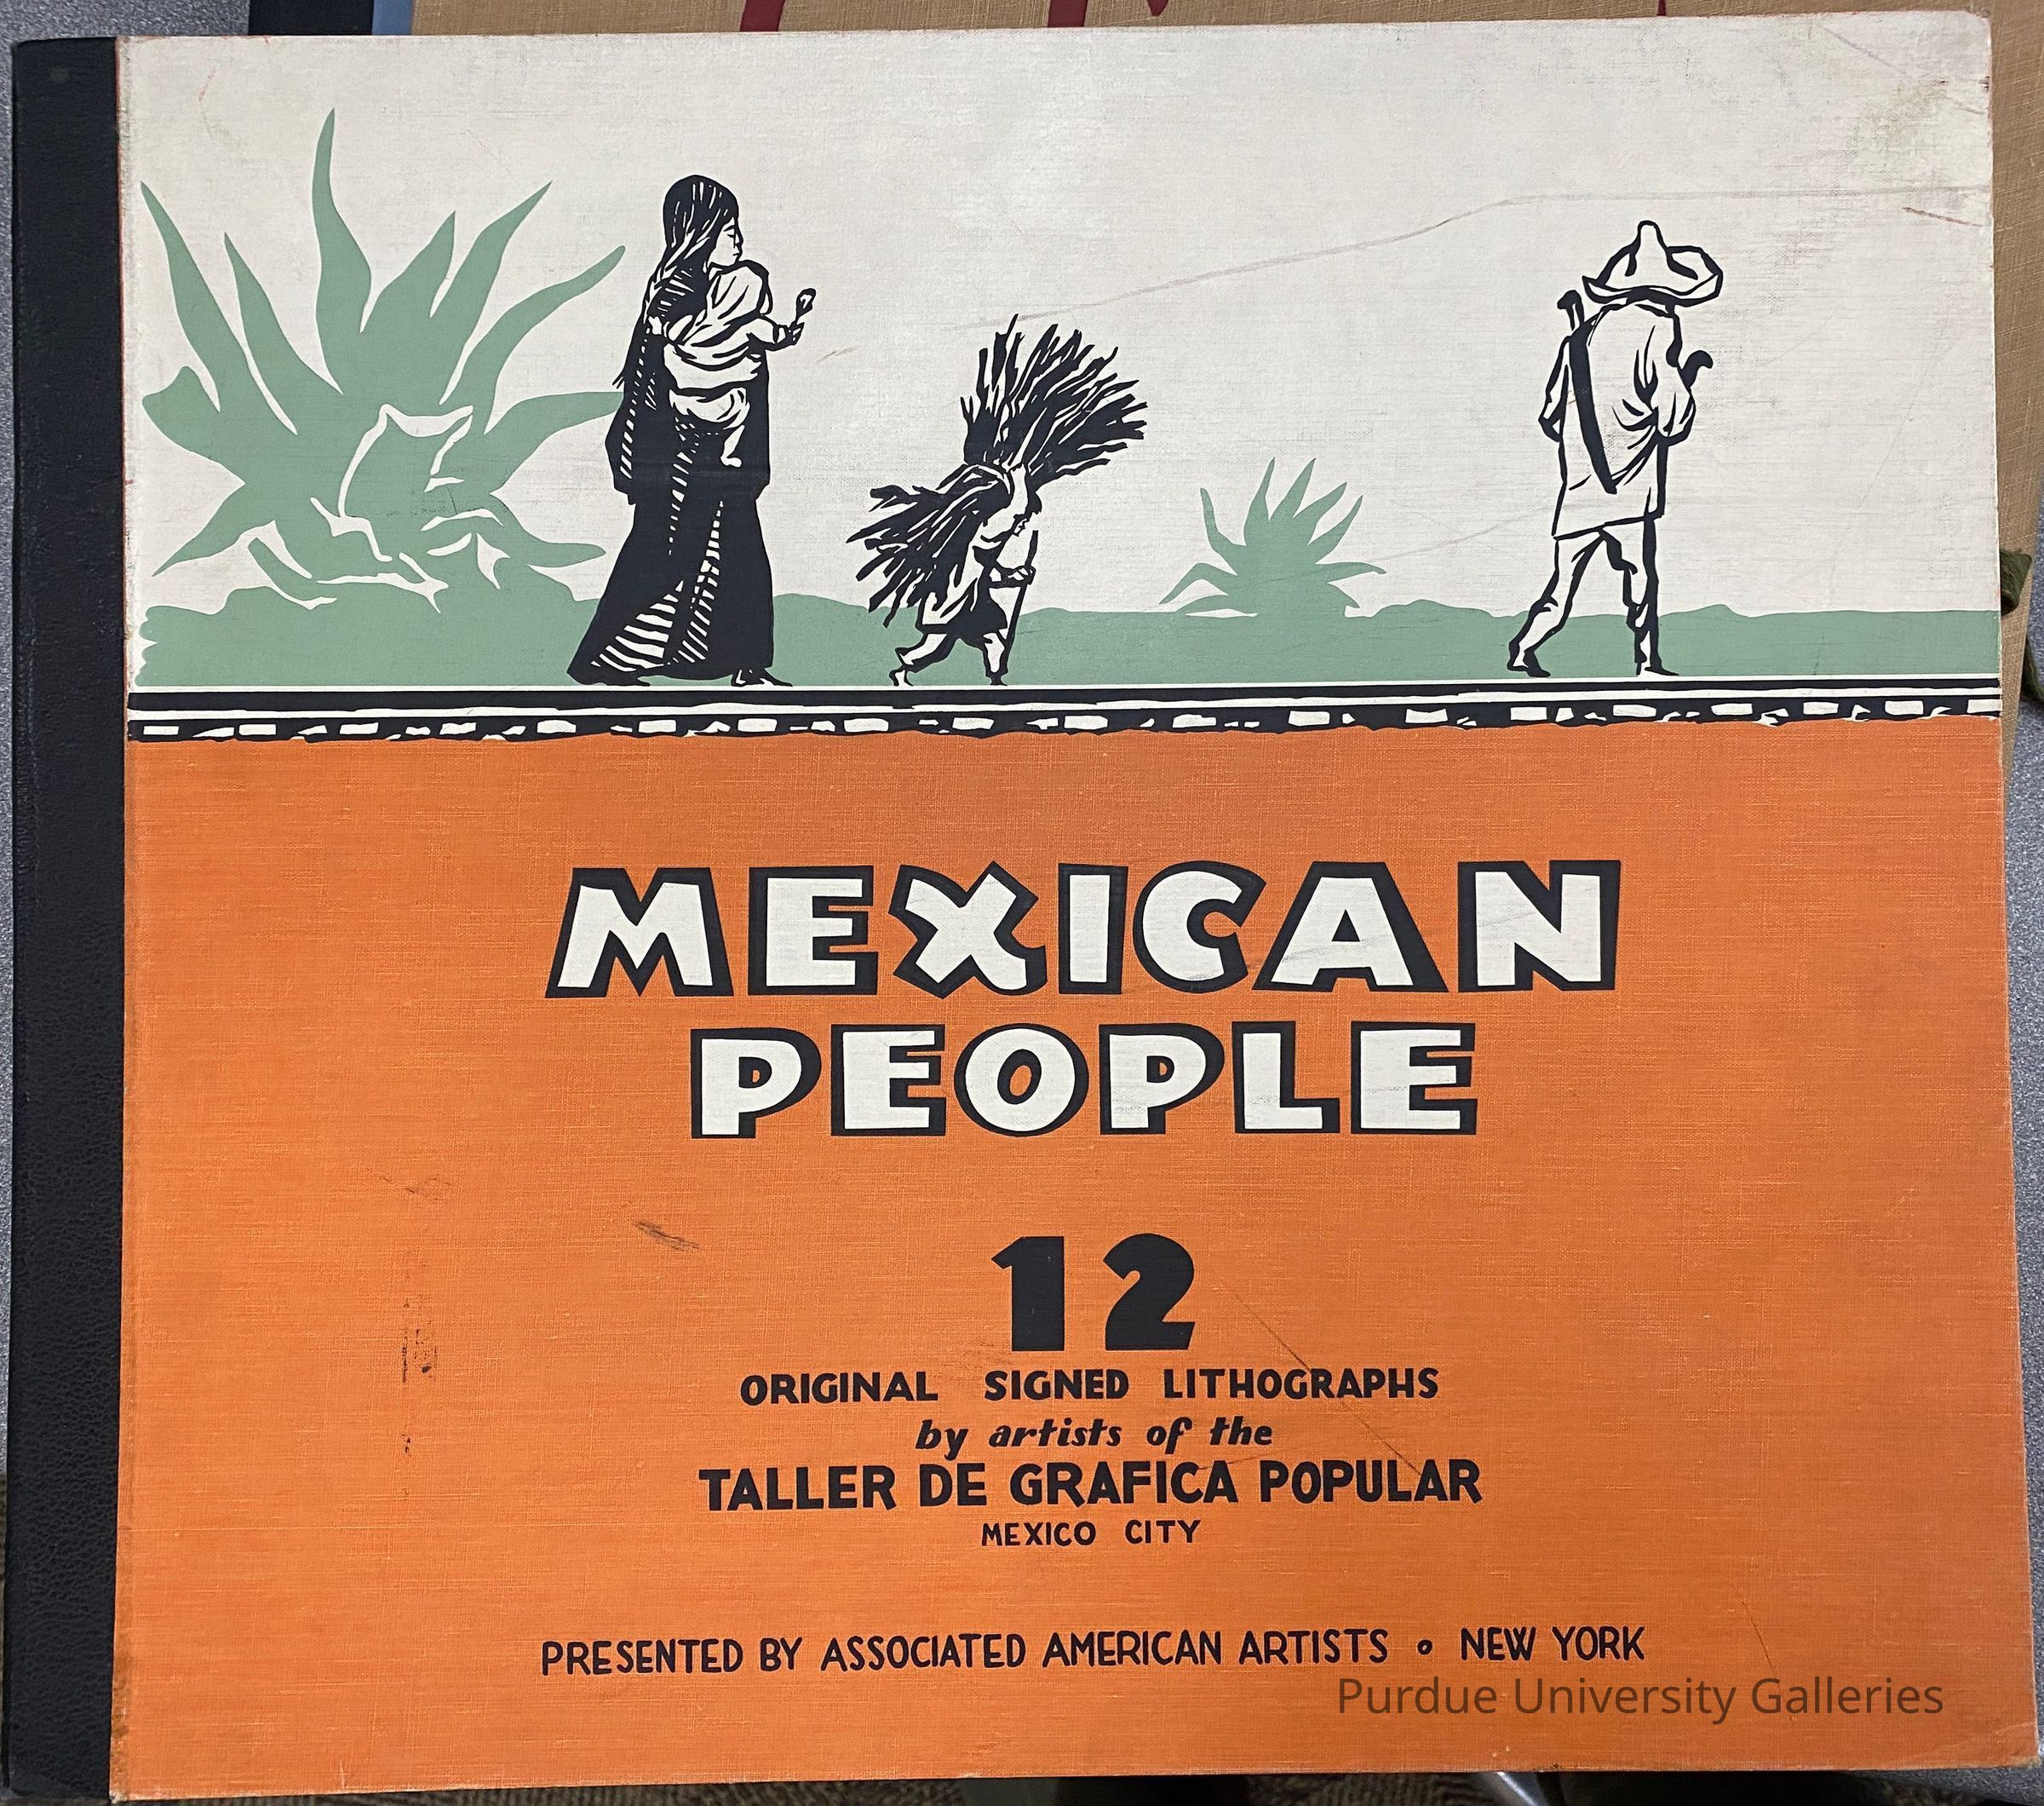 MEXICAN
PEOPLE
12
ORIGINAL SIGNED LITHOGRAPHS
by artists of the
TALLER DE GRAFICA POPULAR
MEXICO CITY
PRESENTED BY ASSOCIATED AMERICAN ARTISTS • NEW YORK
Purdue University Galleries